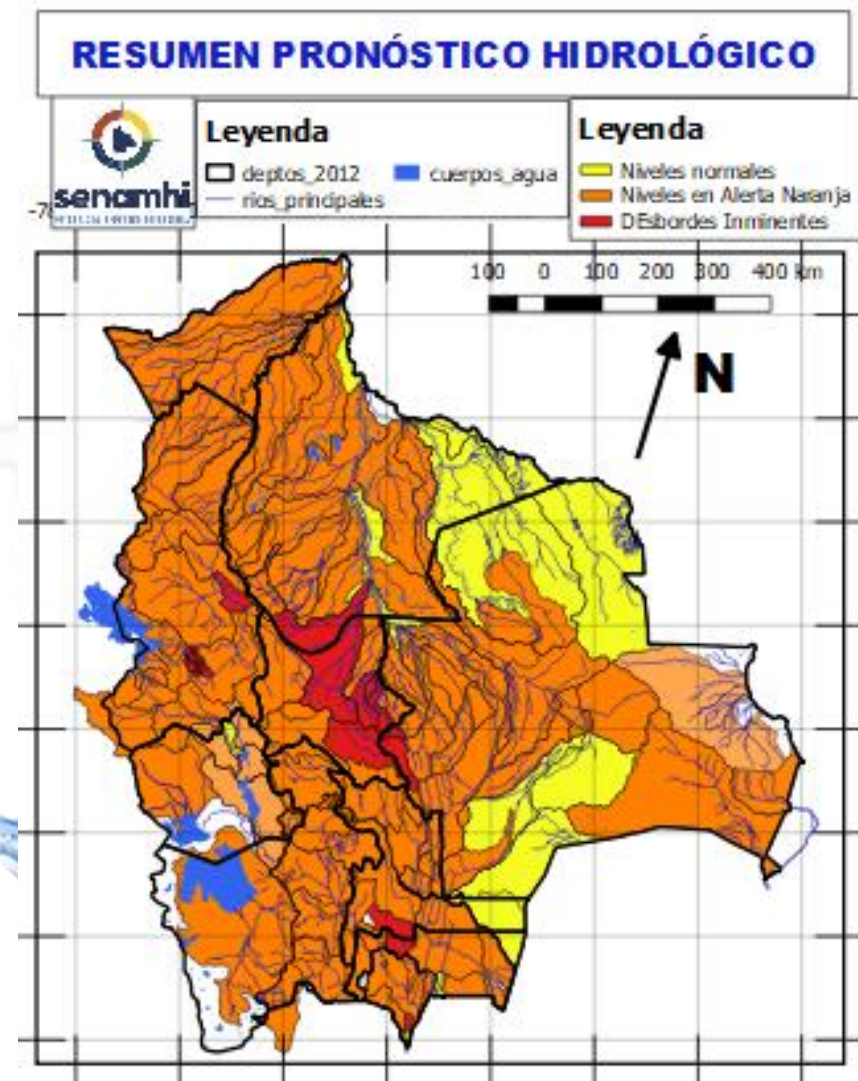 RESUMEN PRONÓSTICO HIDROLÓGICO
senamhi
Leyenda
deptos_2012
cuerpos_agua
rios_principales
Leyenda
Niveles normales
Niveles en Alerta Naranja
DEsbordes Inminentes
100 0 100 200 300 400 km
N